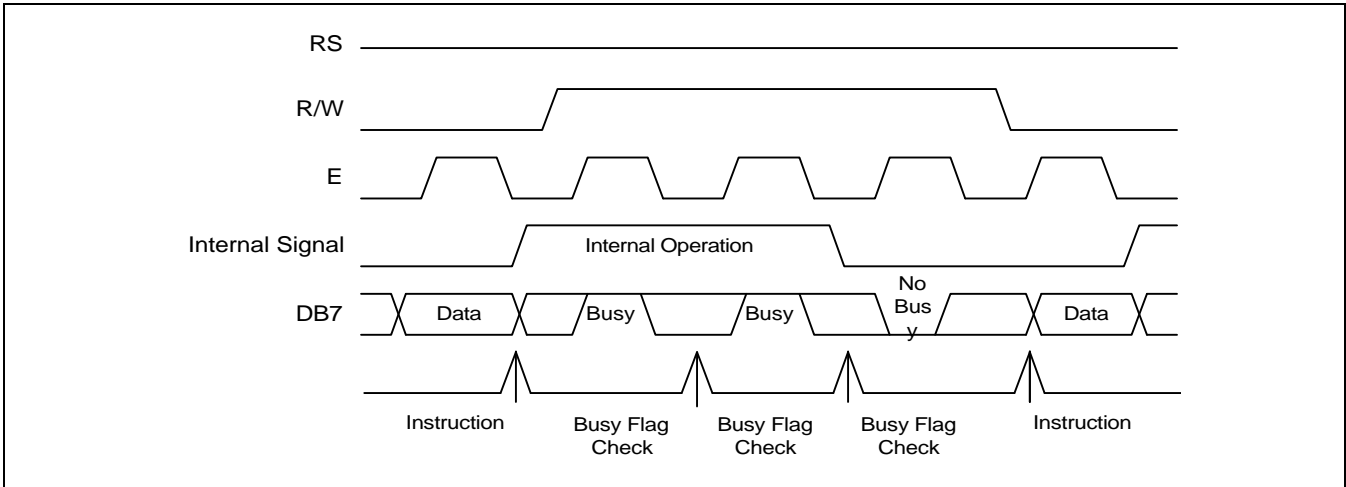 RS
R/W
E
Internal Signal
Internal Operation
DB7
Data
Busy
Busy
No
Bus
y
Data
Instruction
Busy Flag
Check
Busy Flag
Check
Busy Flag
Check
Instruction